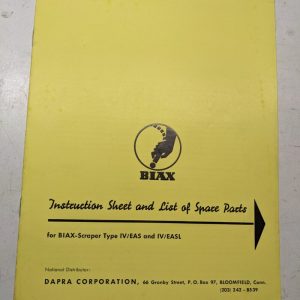 BIAX
Instruction Sheet and List of Spare Parts
for BIAX-Scraper Type IV/EAS and IV/EASL
National Distributor:
DAPRA CORPORATION, 66 Granby Street, P.O. Box 97, BLOOMFIELD, Conn.
(203) 242-8539